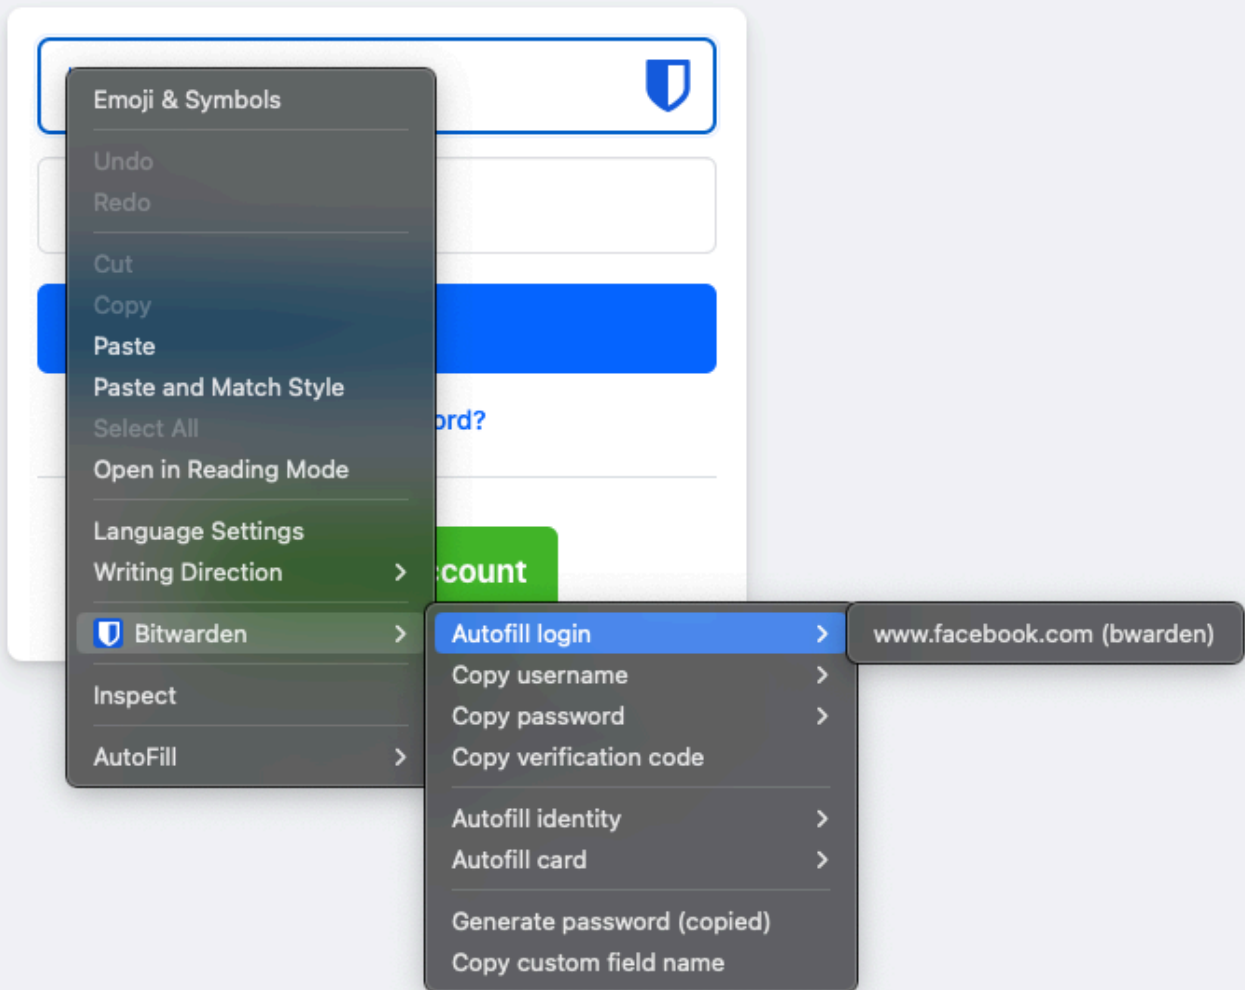 Emoji & Symbols
Undo
Redo
Cut
Copy
Paste
Paste and Match Style
Select All
ord?
Open in Reading Mode
Language Settings
Writing Direction
ccount
Bitwarden
Autofill login
www.facebook.com (bwarden)
Copy username
Inspect
Copy password
AutoFill
Copy verification code
Autofill identity
Autofill card
Generate password (copied)
Copy custom field name